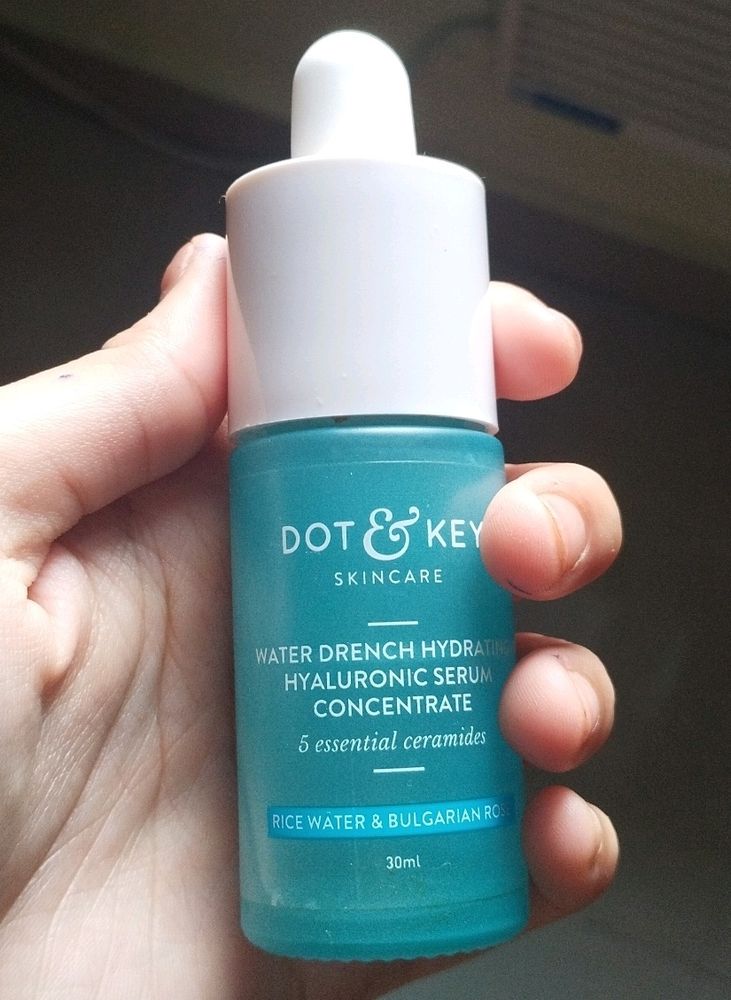 DOT & KEY
SKINCARE
WATER DRENCH HYDRATING
HYALURONIC SERUM
CONCENTRATE
5 essential ceramides
RICE WATER & BULGARIAN ROSE
30ml